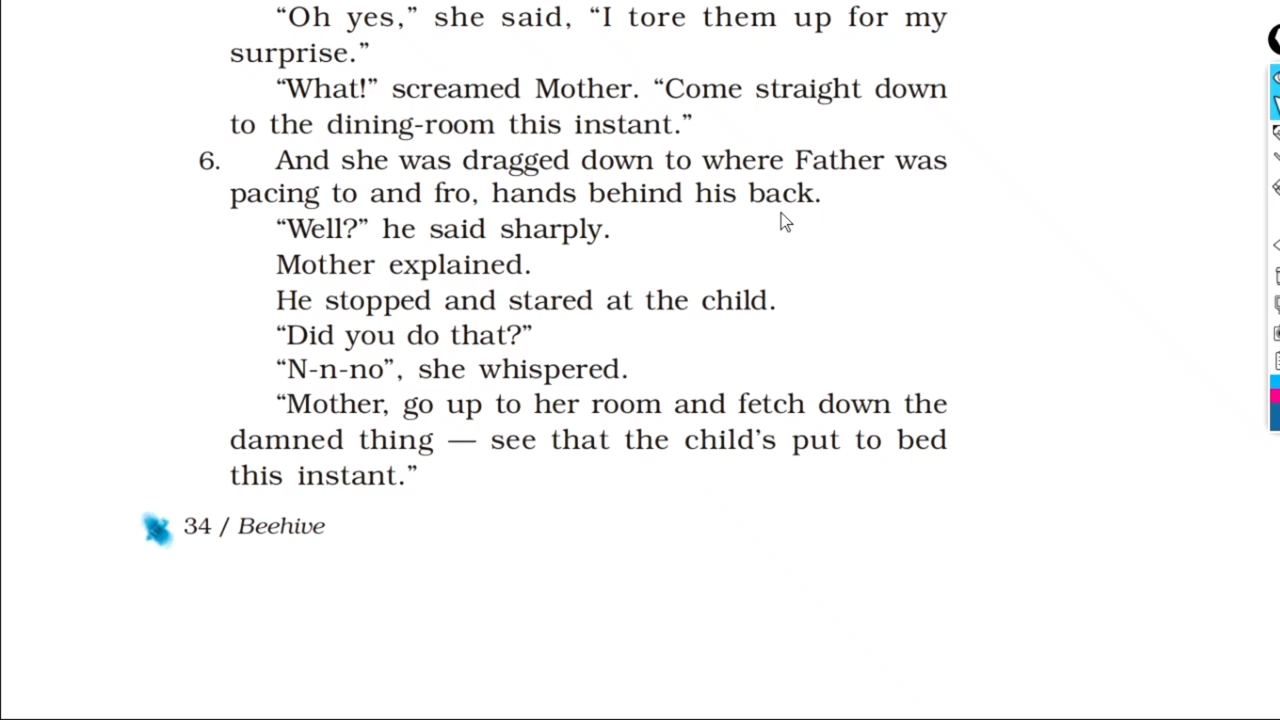 “Oh yes,” she said, “I tore them up for my
surprise.”
“What!” screamed Mother. “Come straight down
to the dining-room this instant.”
6. And she was dragged down to where Father was
pacing to and fro, hands behind his back.
“Well?” he said sharply.
Mother explained.
He stopped and stared at the child.
“Did you do that?”
“N-n-no”, she whispered.
“Mother, go up to her room and fetch down the
damned thing — see that the child’s put to bed
this instant.”
34 / Beehive